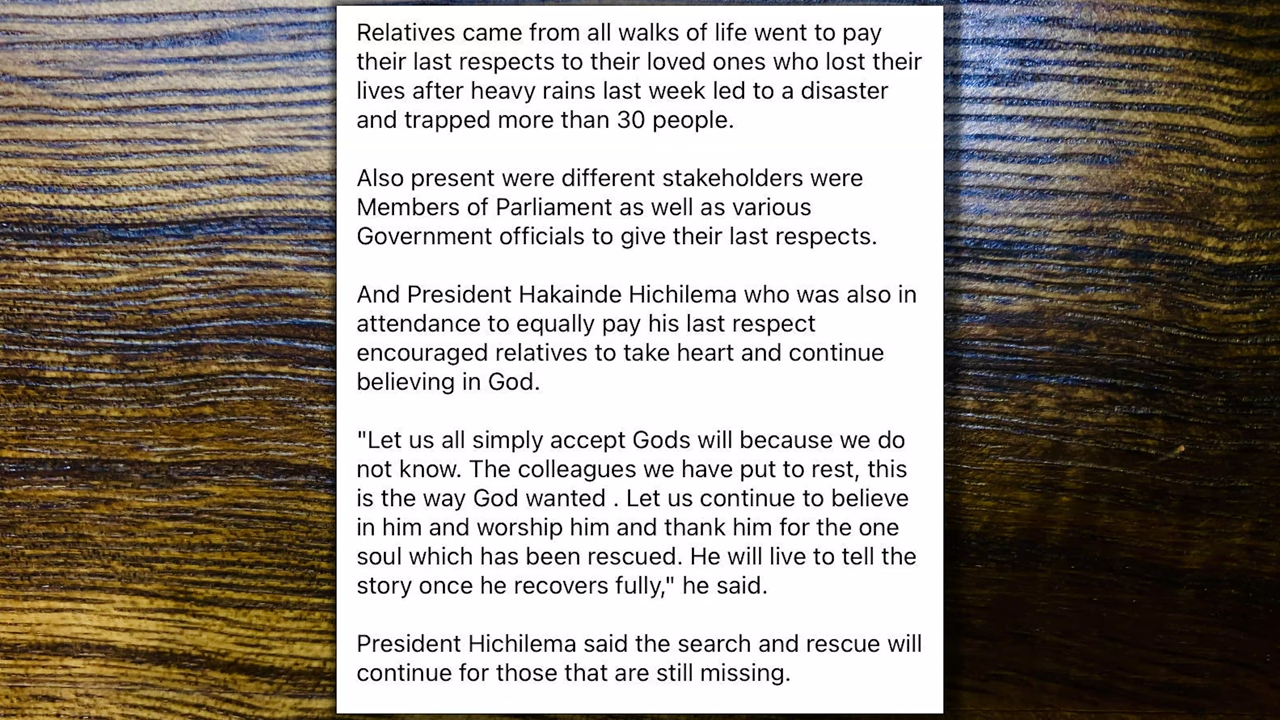 Relatives came from all walks of life went to pay
their last respects to their loved ones who lost their
lives after heavy rains last week led to a disaster
and trapped more than 30 people.
Also present were different stakeholders were
Members of Parliament as well as various
Government officials to give their last respects.
And President Hakainde Hichilema who was also in
attendance to equally pay his last respect
encouraged relatives to take heart and continue
believing in God.
"Let us all simply accept Gods will because we do
not know. The colleagues we have put to rest, this
is the way God wanted . Let us continue to believe
in him and worship him and thank him for the one
soul which has been rescued. He will live to tell the
story once he recovers fully," he said.
President Hichilema said the search and rescue will
continue for those that are still missing.